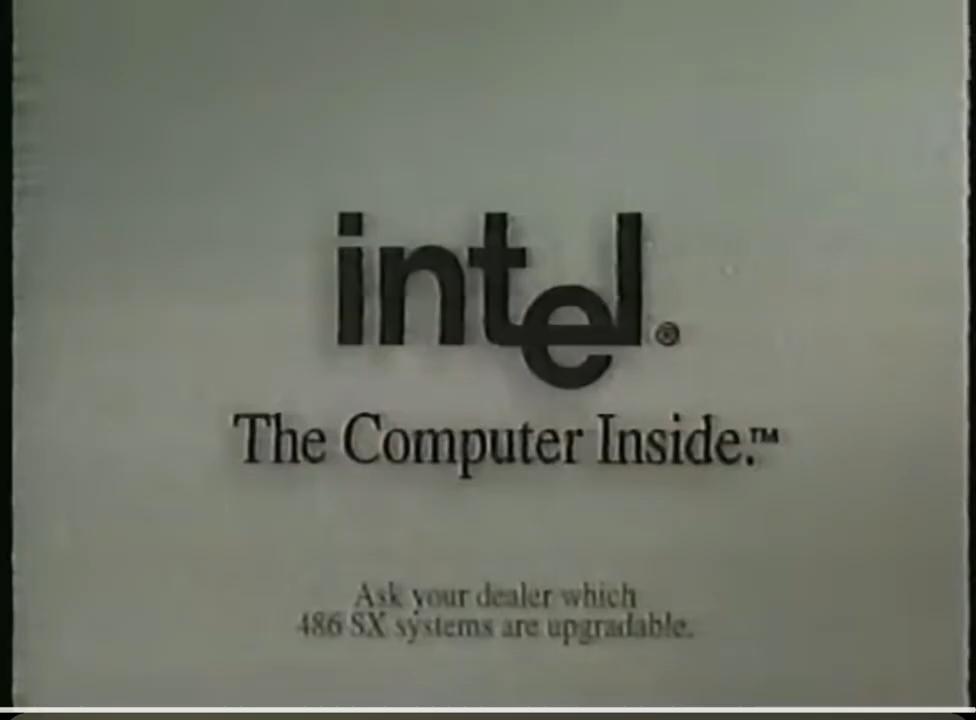 intel®
The Computer Inside.™
Ask your dealer which
486 SX systems are upgradable.